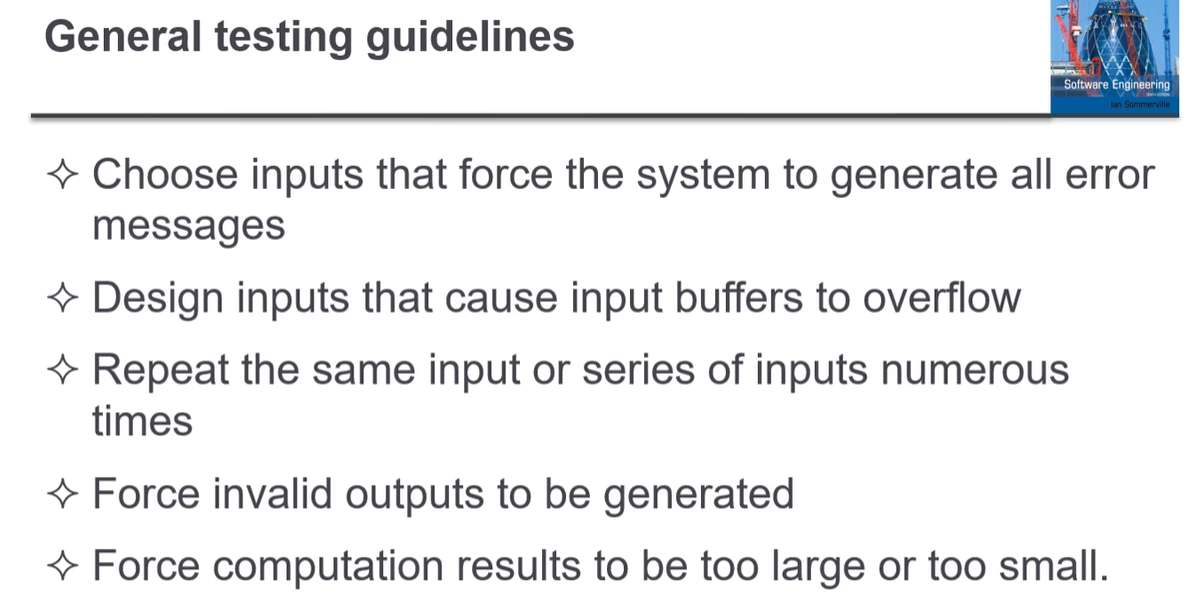 General testing guidelines
Software Engineering
Ian Sommerville
✧ Choose inputs that force the system to generate all error
messages
✧ Design inputs that cause input buffers to overflow
✧ Repeat the same input or series of inputs numerous
times
✧ Force invalid outputs to be generated
✧ Force computation results to be too large or too small.